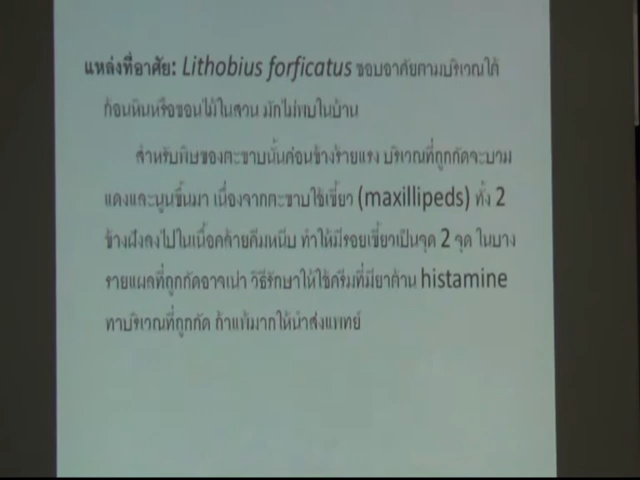 แหล่งที่อาศัย: Lithobius forficatus ชอบอาศัยตามบริเวณใต้
ก้อนหินหรือขอนไม้ในสวน มักไม่พบในบ้าน
สำหรับพิษของตะขาบนั้นค่อนข้างร้ายแรง บริเวณที่ถูกกัดจะบวม
แดงและนูนขึ้นมา เนื่องจากตะขาบใช้เขี้ยว (maxillipeds) ทั้ง 2
ข้างฝังลงไปในเนื้อคล้ายคีมหนีบ ทำให้มีรอยเขี้ยวเป็นจุด 2 จุด ในบาง
รายแผลที่ถูกกัดอาจเน่า วิธีรักษาให้ใช้ครีมที่มียาต้าน histamine
ทาบริเวณที่ถูกกัด ถ้าแพ้มากให้นำส่งแพทย์